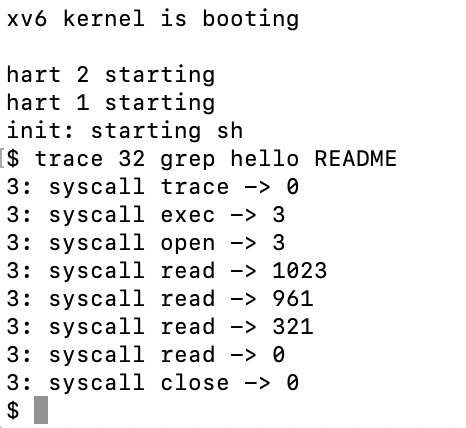 xv6 kernel is booting
hart 2 starting
hart 1 starting
init: starting sh
[$ trace 32 grep hello README
3: syscall trace -> 0
3: syscall exec -> 3
3: syscall open -> 3
3: syscall read -> 1023
3: syscall read -> 961
3: syscall read -> 321
3: syscall read -> 0
3: syscall close -> 0
$